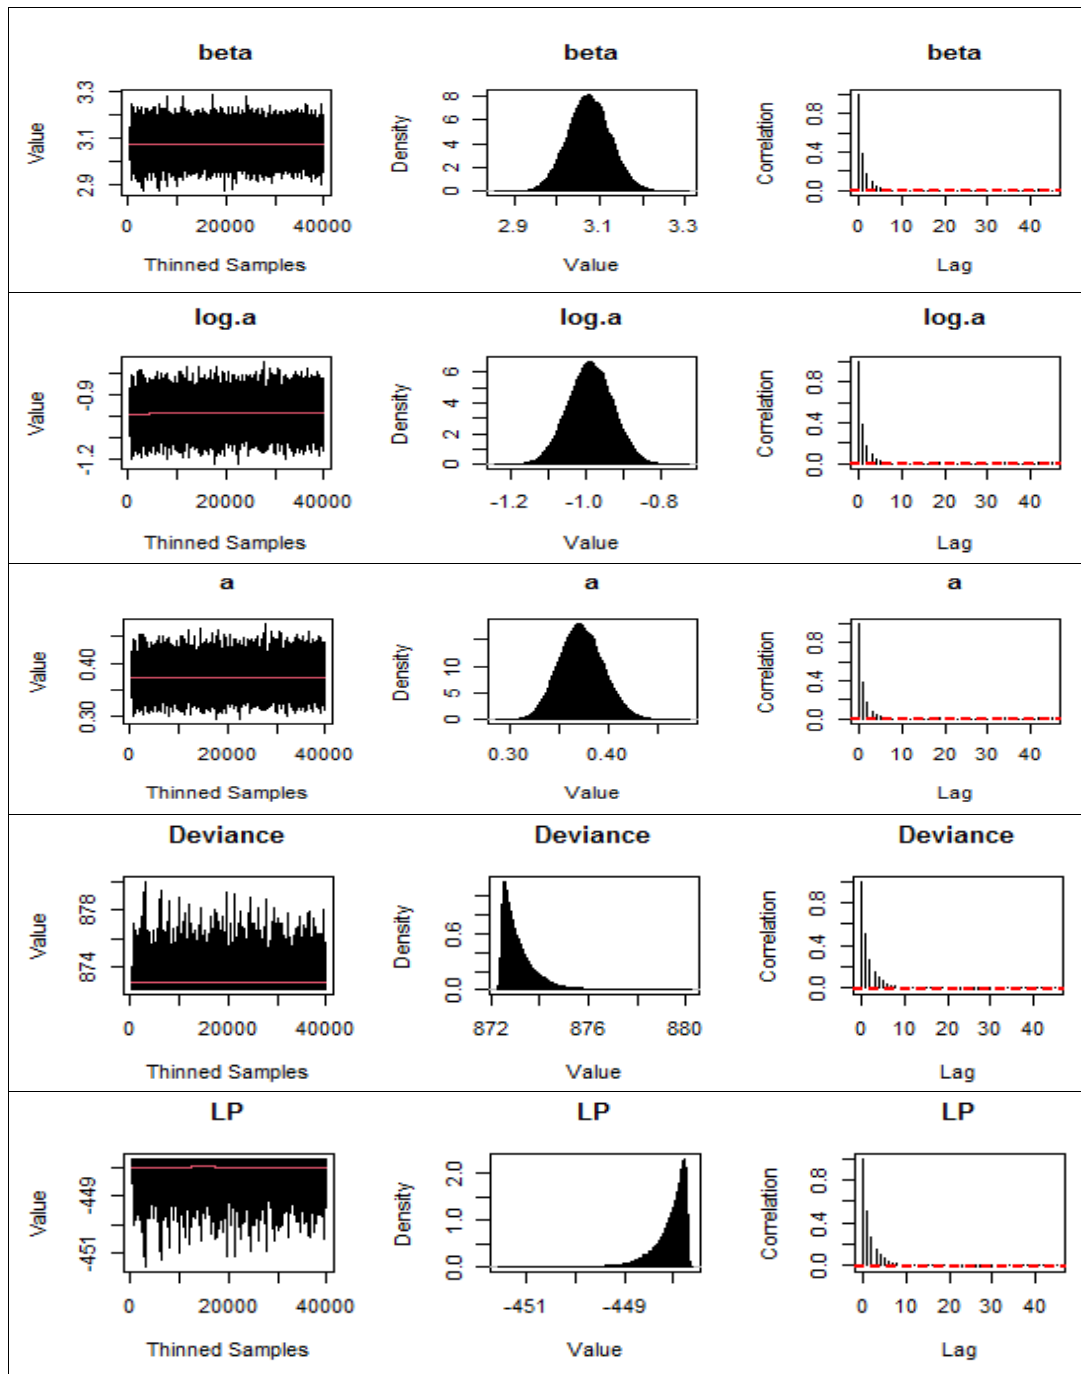 beta
beta
beta
Value
2.9 3.1 3.3
0 20000 40000
Thinned Samples
Density
0 2 4 6 8
2.9 3.1 3.3
Value
Correlation
0.0 0.4 0.8
0 10 20 30 40
Lag
log.a
log.a
log.a
Value
-1.2 -0.9
0 20000 40000
Thinned Samples
Density
0 2 4 6
-1.2 -1.0 -0.8
Value
Correlation
0.0 0.4 0.8
0 10 20 30 40
Lag
a
a
a
Value
0.30 0.40
0 20000 40000
Thinned Samples
Density
0 5 10
0.30 0.40
Value
Correlation
0.0 0.4 0.8
0 10 20 30 40
Lag
Deviance
Deviance
Deviance
Value
874 878
0 20000 40000
Thinned Samples
Density
0.0 0.6
872 876 880
Value
Correlation
0.0 0.4 0.8
0 10 20 30 40
Lag
LP
LP
LP
Value
-451 -449
0 20000 40000
Thinned Samples
Density
0.0 1.0 2.0
-451 -449
Value
Correlation
0.0 0.4 0.8
0 10 20 30 40
Lag